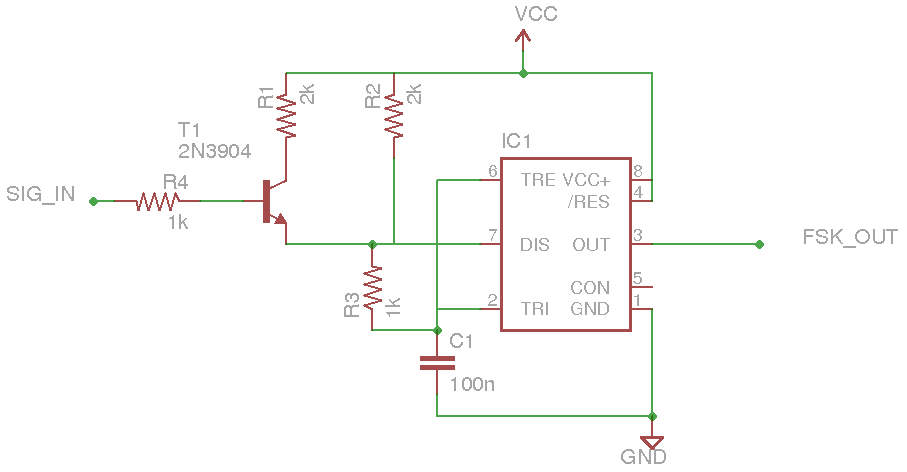 VCC
R1
2k
R2
2k
T1
2N3904
IC1
SIG_IN
R4
1k
6
TRE
VCC+
8
/RES
4
7
DIS
OUT
3
FSK_OUT
CON
5
2
TRI
GND
1
R3
1k
C1
100n
GND